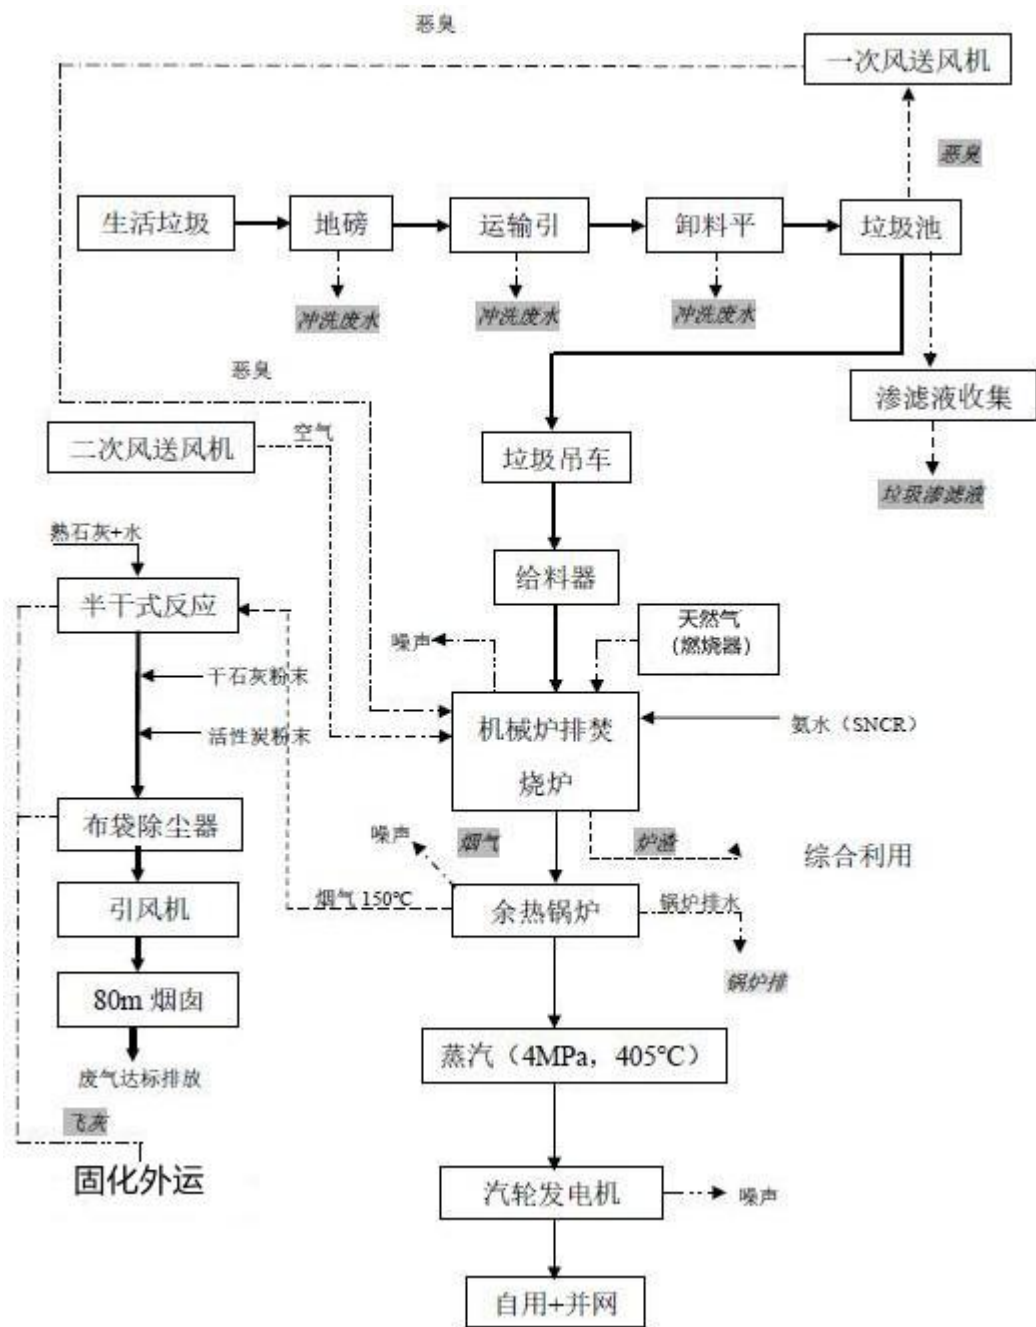 恶臭
一次风送风机
恶臭
生活垃圾
地磅
运输引
卸料平
垃圾池
冲洗废水
冲洗废水
冲洗废水
恶臭
渗滤液收集
二次风送风机
空气
垃圾吊车
垃圾渗滤液
熟石灰+水
半干式反应
给料器
天然气
(燃烧器)
噪声
干石灰粉末
机械炉排焚
烧炉
氨水（SNCR）
活性炭粉末
布袋除尘器
噪声
烟气
炉渣
综合利用
引风机
烟气 150℃
余热锅炉
锅炉排水
80m 烟囱
锅炉排
蒸汽（4MPa，405℃）
废气达标排放
飞灰
固化外运
汽轮发电机
噪声
自用+并网